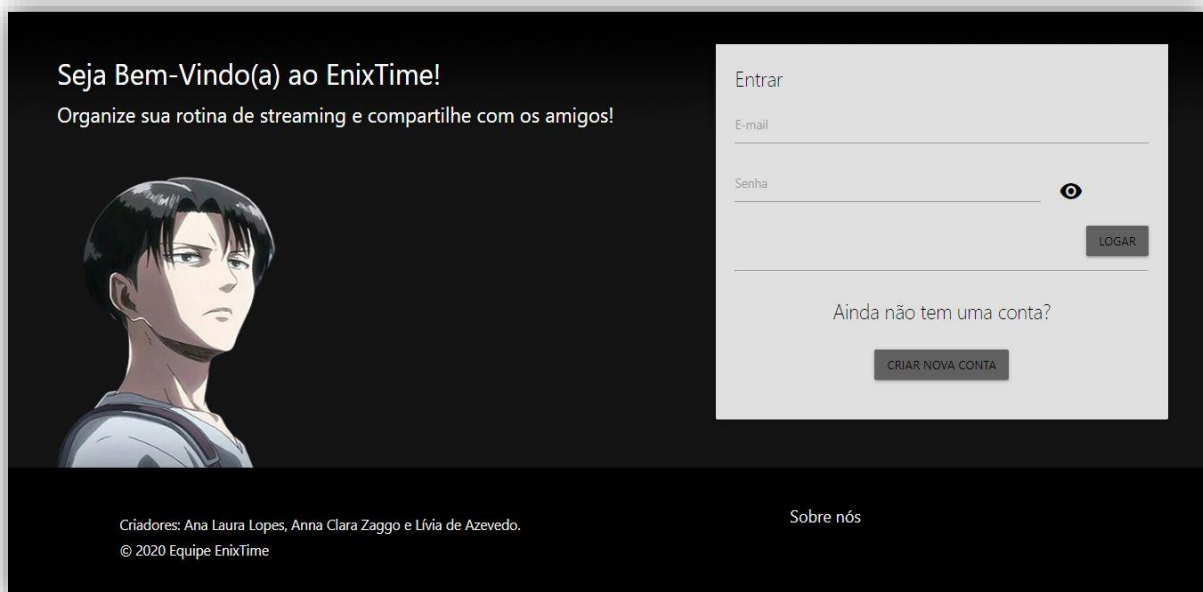 Seja Bem-Vindo(a) ao EnixTime!
Organize sua rotina de streaming e compartilhe com os amigos!
Entrar
E-mail
Senha
LOGAR
Ainda não tem uma conta?
CRIAR NOVA CONTA
Criadores: Ana Laura Lopes, Anna Clara Zaggo e Lívia de Azevedo.
© 2020 Equipe EnixTime
Sobre nós